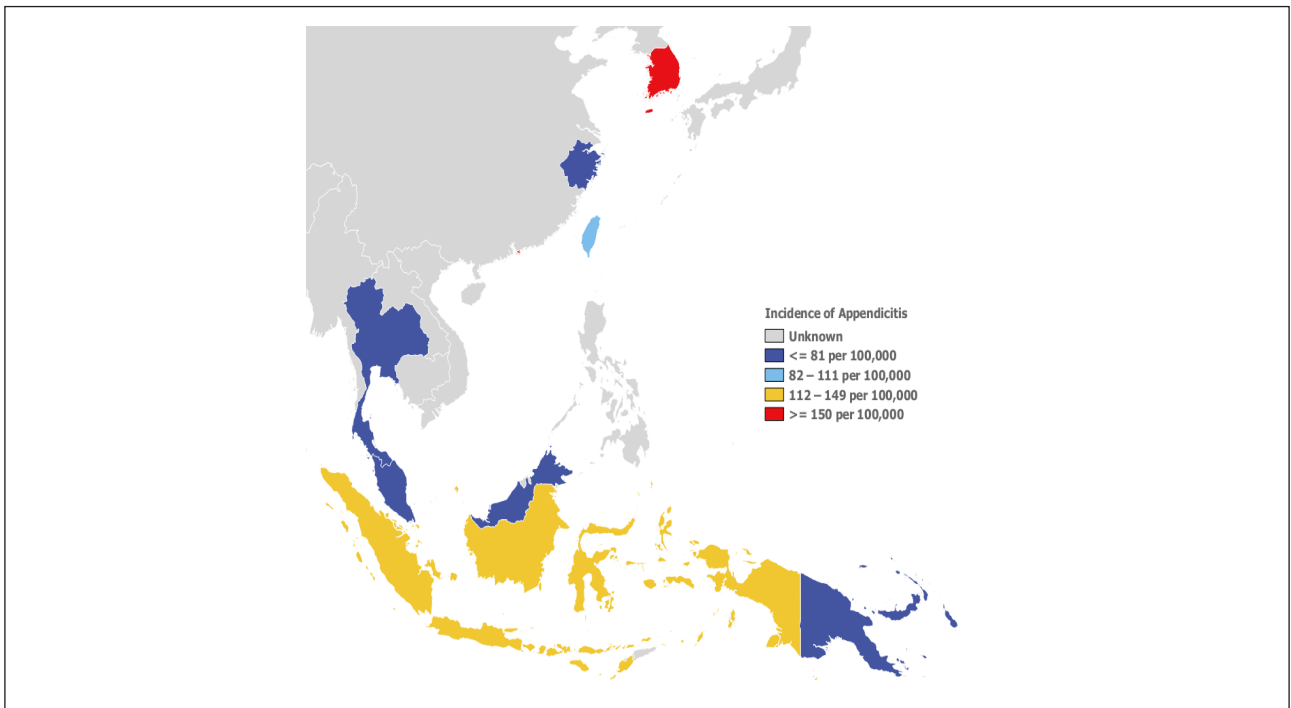 Incidence of Appendicitis
Unknown
<= 81 per 100,000
82 – 111 per 100,000
112 – 149 per 100,000
>= 150 per 100,000